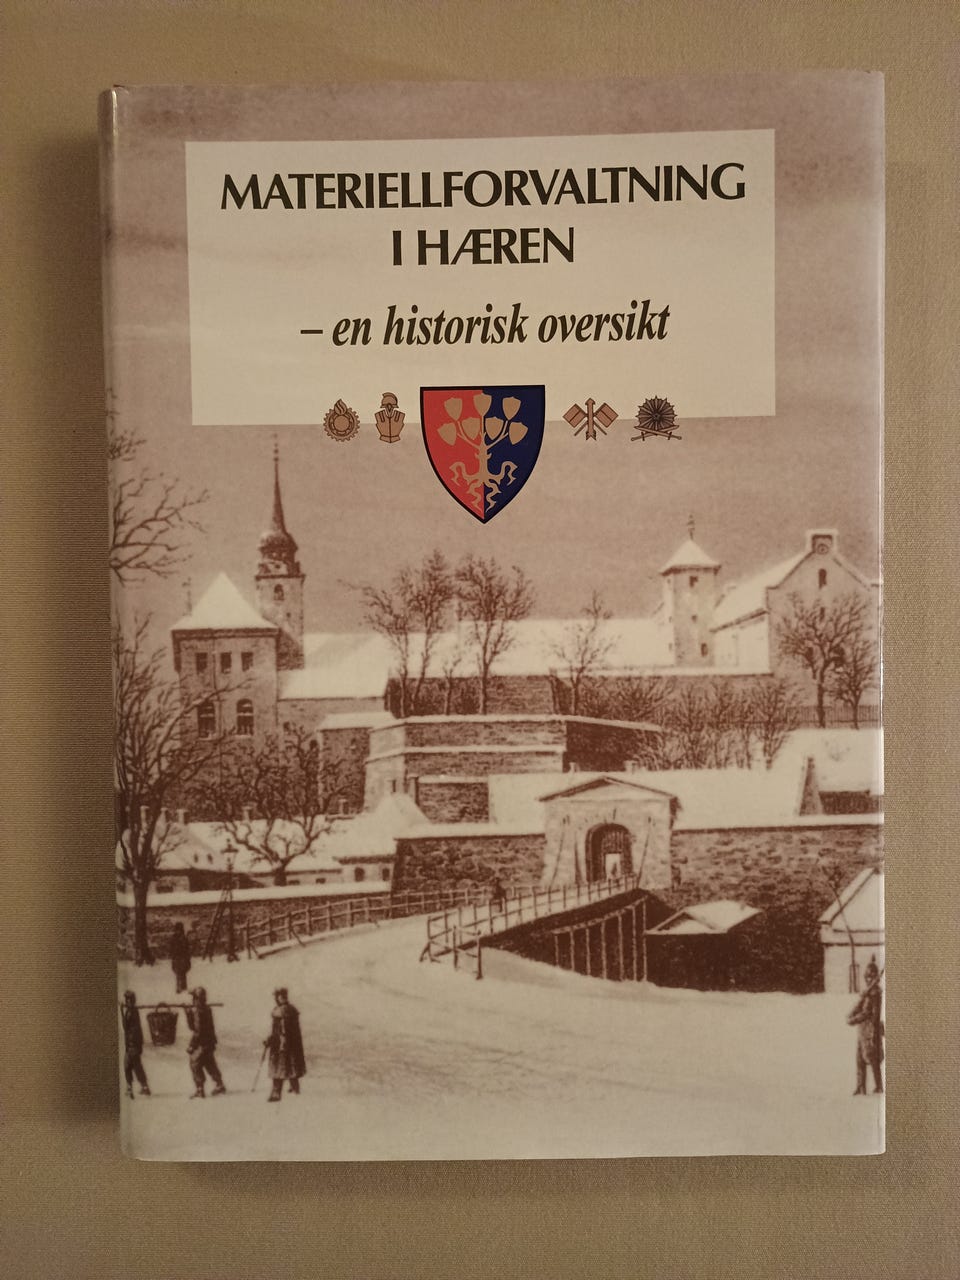 MATERIELLFORVALTNING
I HÆREN
– en historisk oversikt